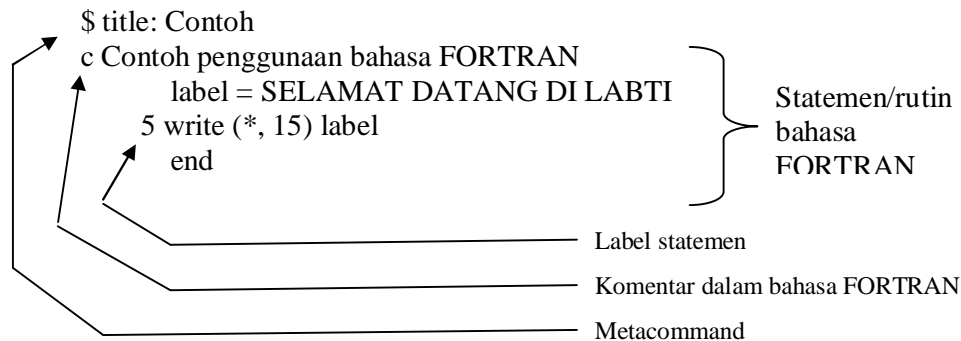 $ title: Contoh
c Contoh penggunaan bahasa FORTRAN
label = SELAMAT DATANG DI LABTI
5 write (*, 15) label
end
Statemen/rutin
bahasa
FORTRAN
Label statemen
Komentar dalam bahasa FORTRAN
Metacommand